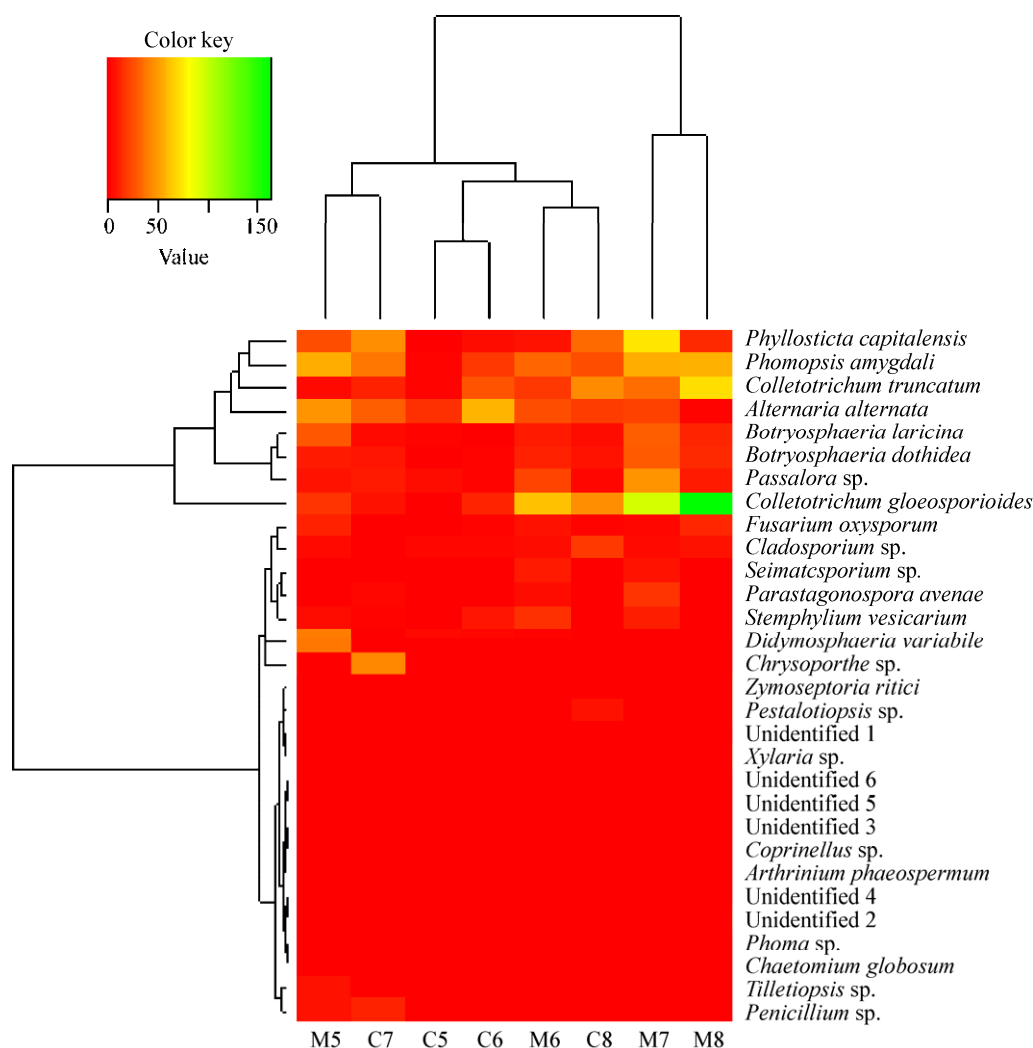 Color key
0 50 150
Value
Phyllosticta capitalensis
Phomopsis amygdali
Colletotrichum truncatum
Alternaria alternata
Botryosphaeria laricina
Botryosphaeria dothidea
Passalora sp.
Colletotrichum gloeosporioides
Fusarium oxysporum
Cladosporium sp.
Seimatcsporium sp.
Parastagonospora avenae
Stemphylium vesicarium
Didymosphaeria variabile
Chrysoporthe sp.
Zymoseptoria ritici
Pestalotiopsis sp.
Unidentified 1
Xylaria sp.
Unidentified 6
Unidentified 5
Unidentified 3
Coprinellus sp.
Arthrinium phaeospermum
Unidentified 4
Unidentified 2
Phoma sp.
Chaetomium globosum
Tilletiopsis sp.
Penicillium sp.
M5 C7 C5 C6 M6 C8 M7 M8